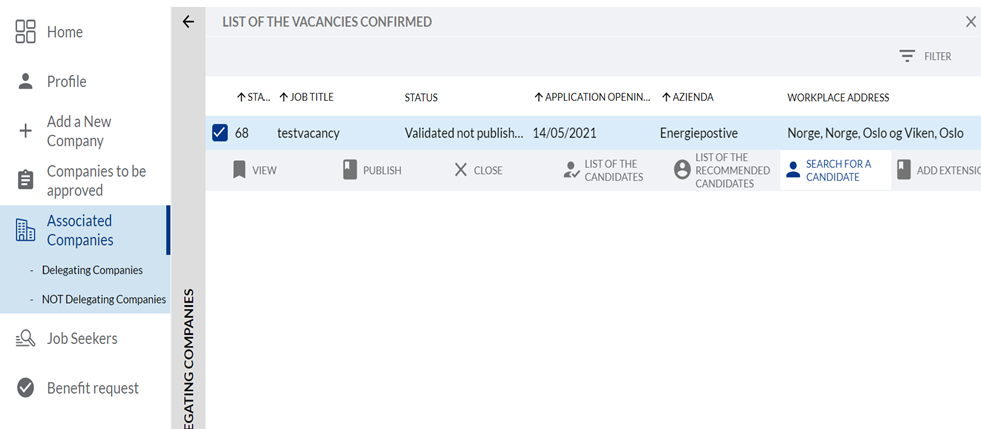 Home
Profile
Add a New
Company
Companies to be
approved
Associated
Companies
- Delegating Companies
- NOT Delegating Companies
Job Seekers
Benefit request
EGATING COMPANIES
LIST OF THE VACANCIES CONFIRMED
FILTER
STA... JOB TITLE STATUS APPLICATION OPENIN... AZIENDA WORKPLACE ADDRESS
68 testvacancy Validated not publish... 14/05/2021 Energiepostive Norge, Norge, Oslo og Viken, Oslo
VIEW
PUBLISH
CLOSE
LIST OF THE
CANDIDATES
LIST OF THE
RECOMMENDED
CANDIDATES
SEARCH FOR A
CANDIDATE
ADD EXTENSIO